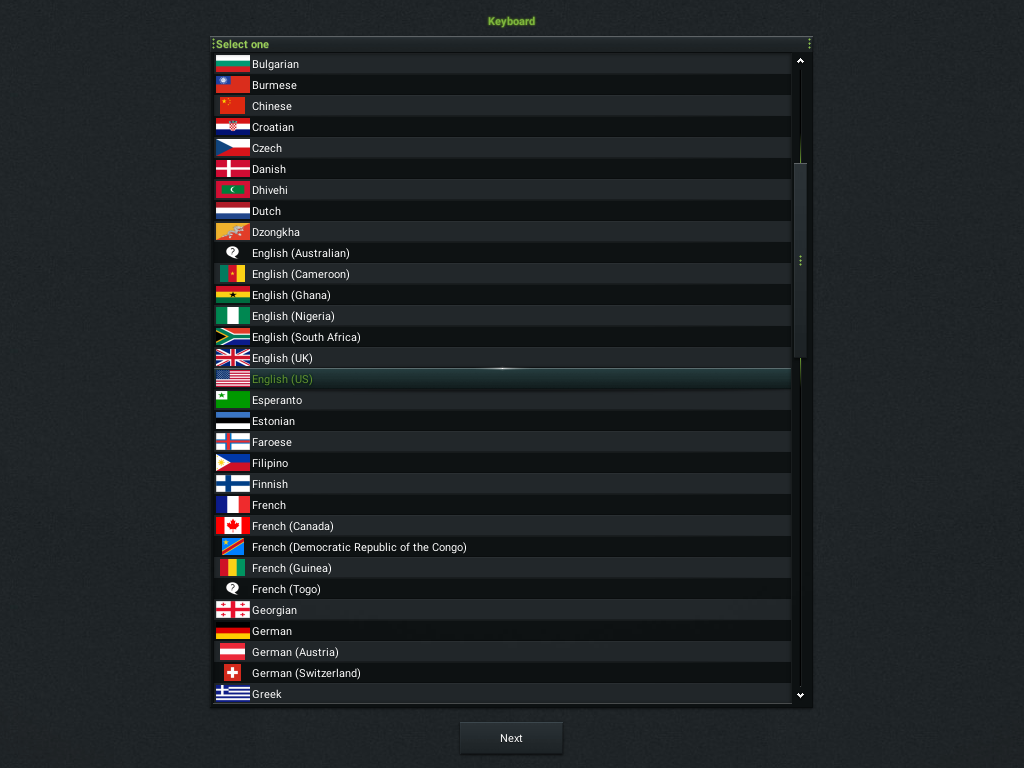 Keyboard
Select one
Bulgarian
Burmese
Chinese
Croatian
Czech
Danish
Dhivehi
Dutch
Dzongkha
English (Australian)
English (Cameroon)
English (Ghana)
English (Nigeria)
English (South Africa)
English (UK)
English (US)
Esperanto
Estonian
Faroese
Filipino
Finnish
French
French (Canada)
French (Democratic Republic of the Congo)
French (Guinea)
French (Togo)
Georgian
German
German (Austria)
German (Switzerland)
Greek
Next